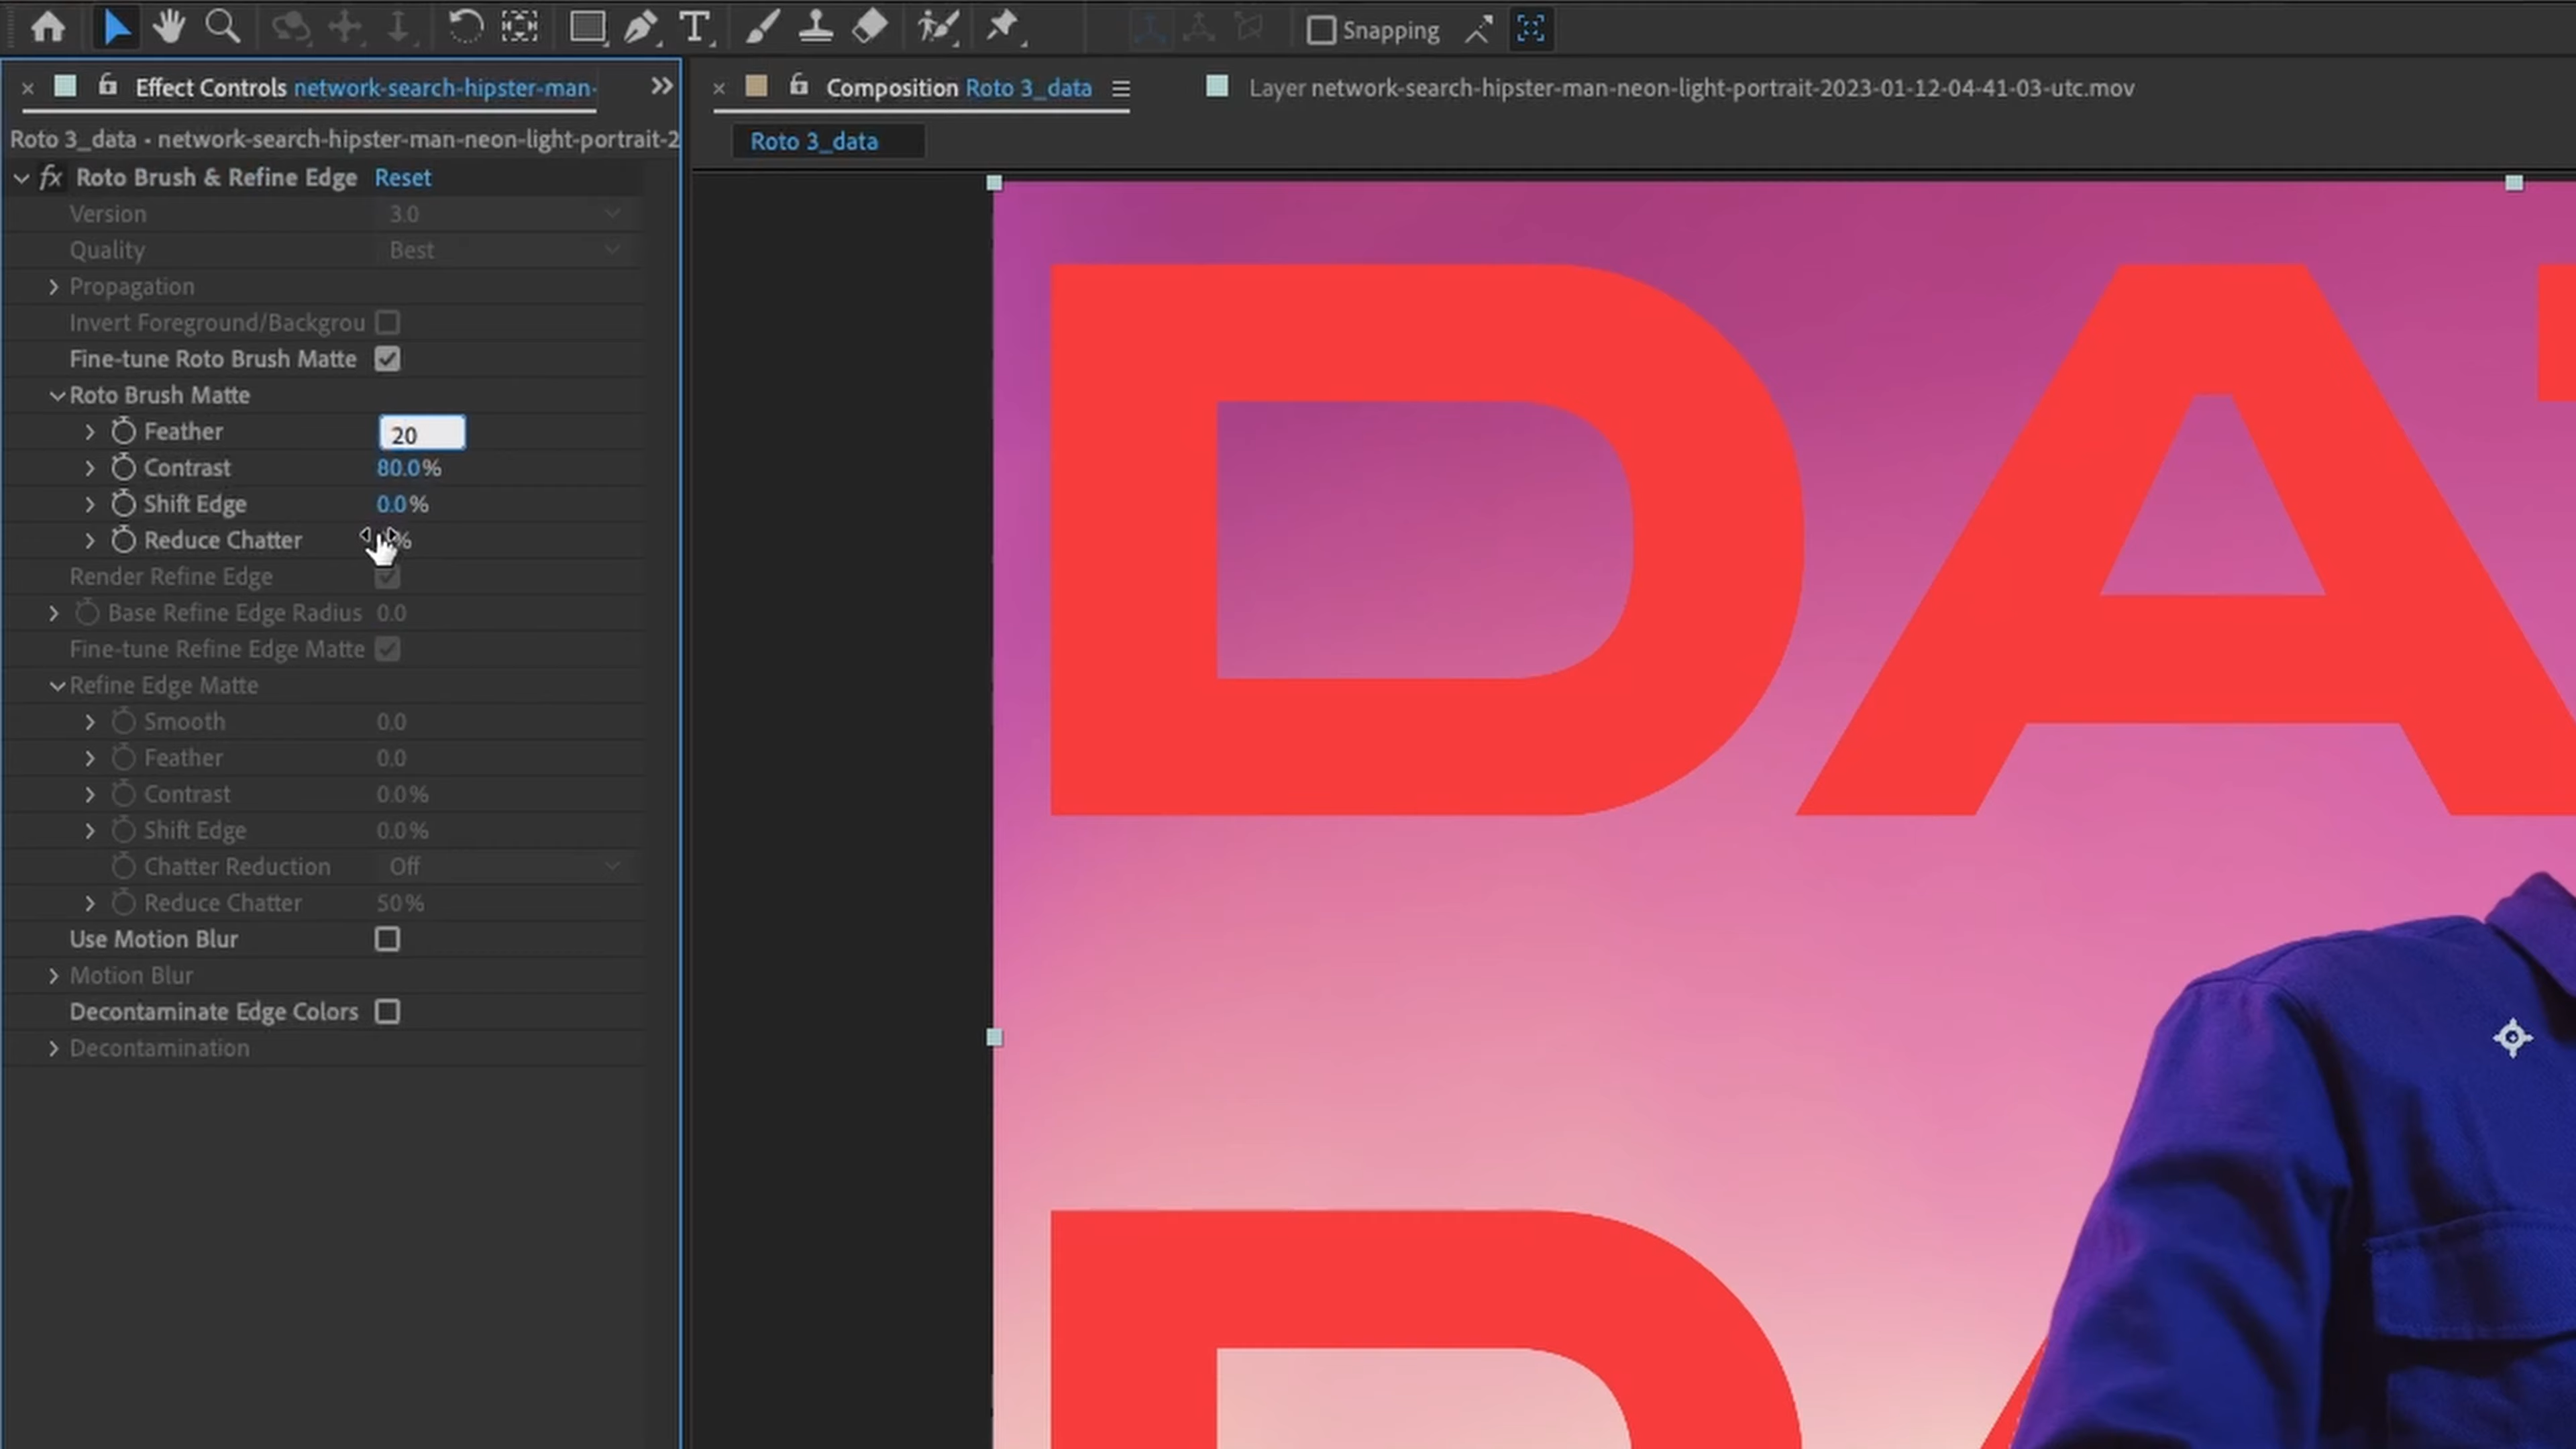 Snapping
Effect Controls network-search-hipster-man-
Composition Roto 3_data
Layer network-search-hipster-man-neon-light-portrait-2023-01-12-04-41-03-utc.mov
Roto 3_data • network-search-hipster-man-neon-light-portrait-2
Roto 3_data
fx Roto Brush & Refine Edge Reset
Version 3.0
Quality Best
Propagation
Invert Foreground/Backgrou
Fine-tune Roto Brush Matte
Roto Brush Matte
Feather 20
Contrast 80.0%
Shift Edge 0.0%
Reduce Chatter %
Render Refine Edge
Base Refine Edge Radius 0.0
Fine-tune Refine Edge Matte
Refine Edge Matte
Smooth 0.0
Feather 0.0
Contrast 0.0%
Shift Edge 0.0%
Chatter Reduction Off
Reduce Chatter 50%
Use Motion Blur
Motion Blur
Decontaminate Edge Colors
Decontamination
DA